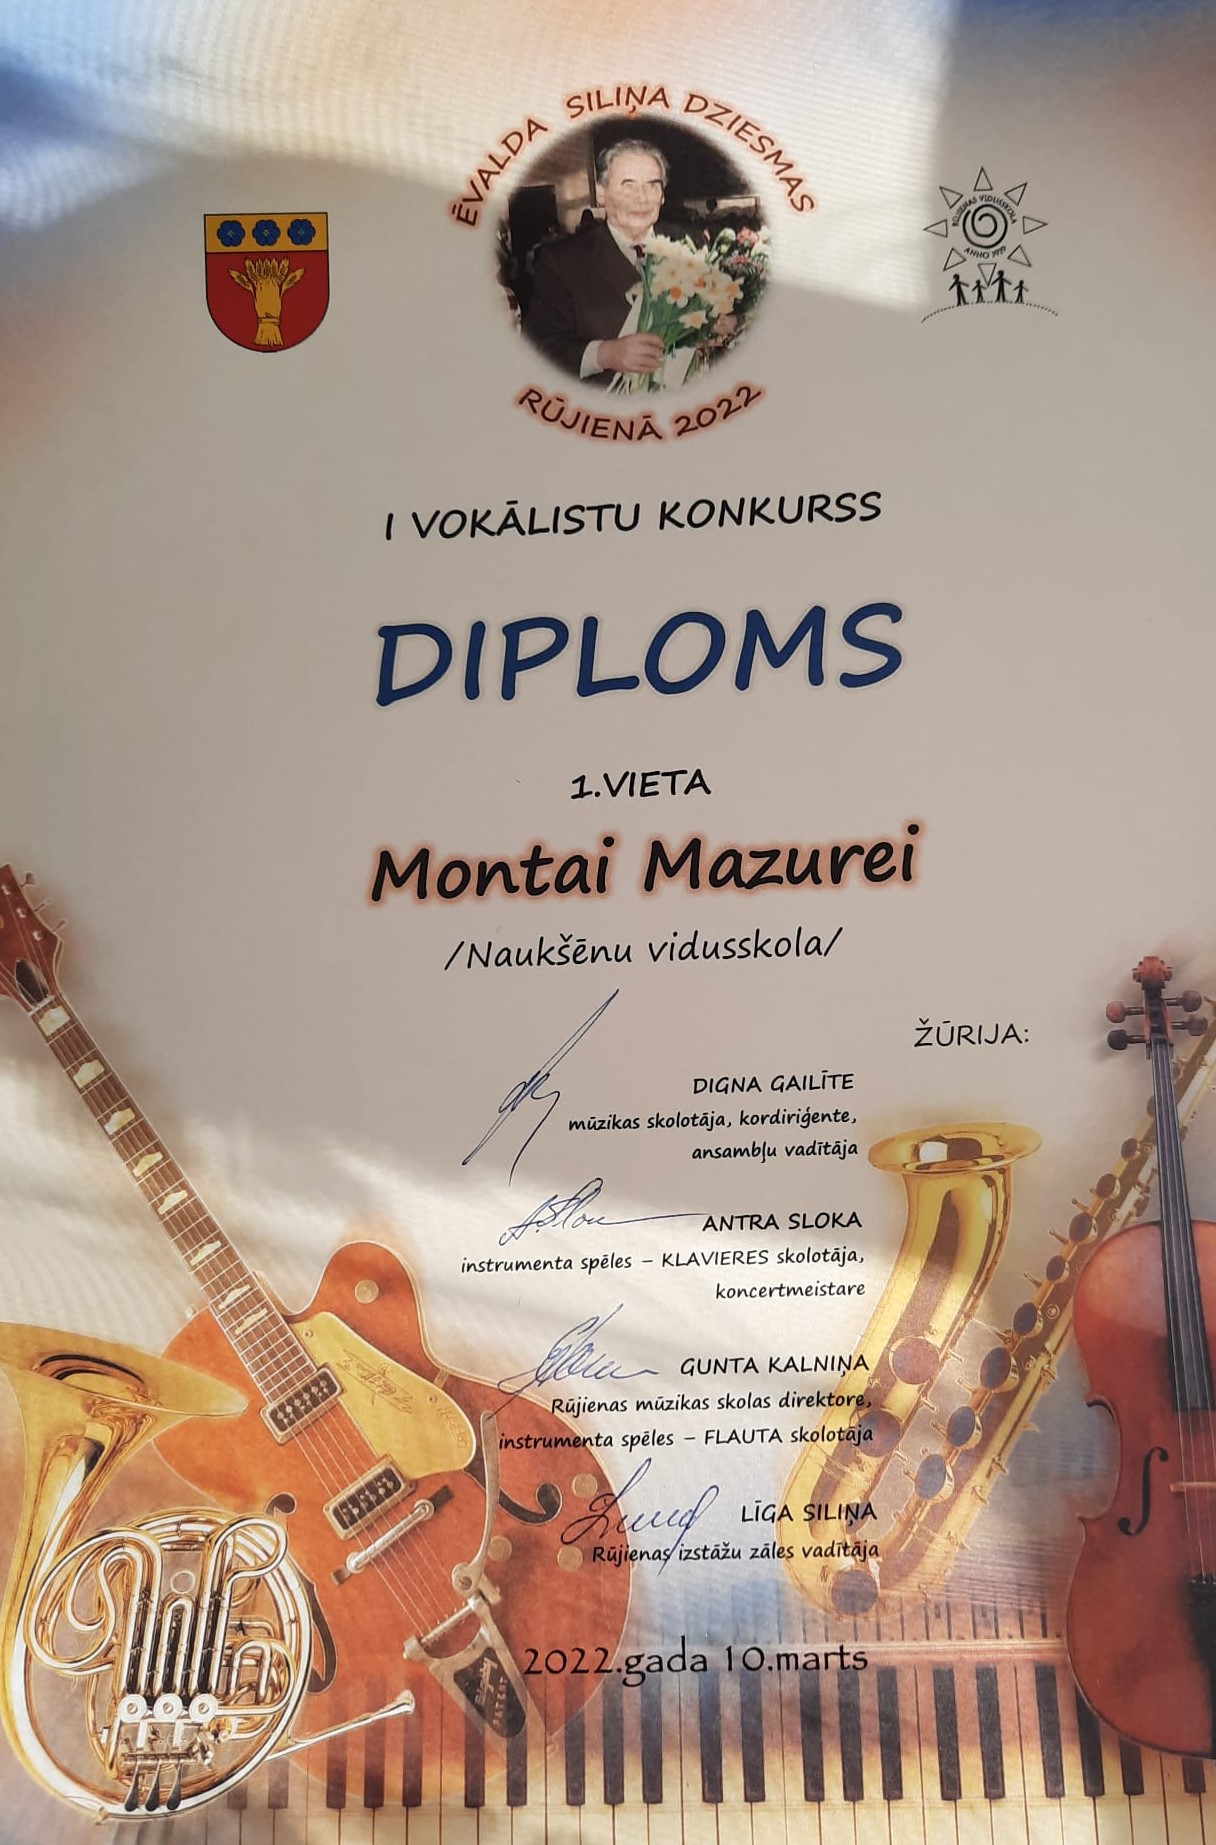 ĒVALDA SILIŅA DZIESMAS
RŪJIENAS VIDUSSKOLA
RŪJIENĀ 2022
I VOKĀLISTU KONKURSS
DIPLOMS
1.VIETA
Montai Mazurei
/Naukšēnu vidusskola/
ŽŪRIJA:
DIGNA GAILĪTE
mūzikas skolotāja, kordiriģente,
ansambļu vadītāja
ANTRA SLOKA
instrumenta spēles – KLAVIERES skolotāja,
koncertmeistare
GUNTA KALNIŅA
Rūjienas mūzikas skolas direktore,
instrumenta spēles – FLAUTA skolotāja
LĪGA SILIŅA
Rūjienas izstāžu zāles vadītāja
2022.gada 10.marts